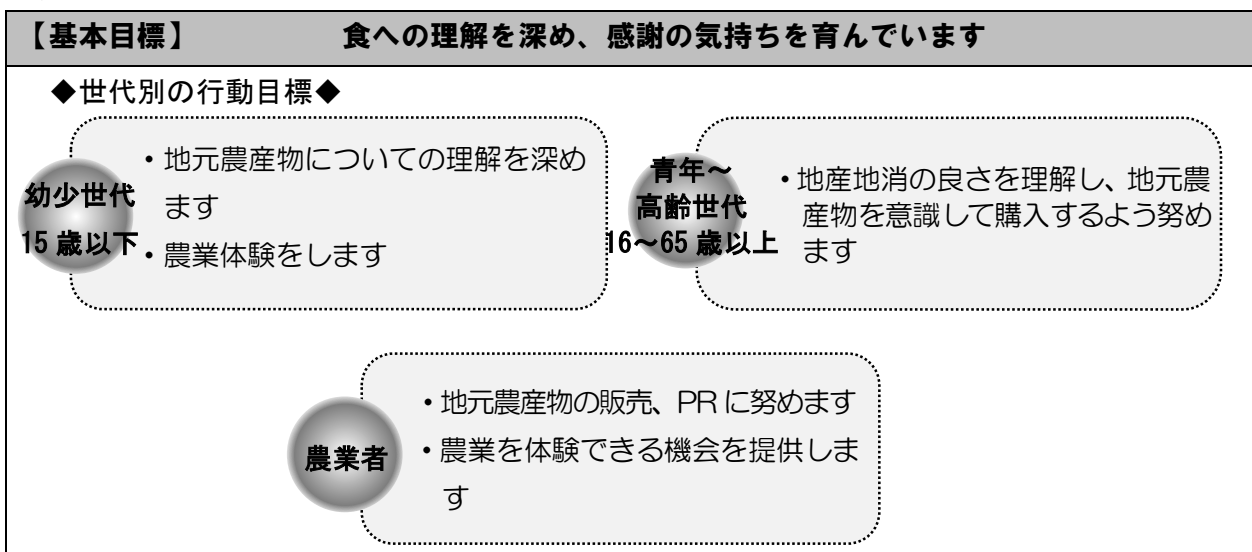 【基本目標】 食への理解を深め、感謝の気持ちを育んでいます
◆世代別の行動目標◆
幼少世代
15歳以下
・地元農産物についての理解を深め
ます
・農業体験をします
青年～
高齢世代
16～65歳以上
・地産地消の良さを理解し、地元農
産物を意識して購入するよう努め
ます
農業者
・地元農産物の販売、PRに努めます
・農業を体験できる機会を提供しま
す